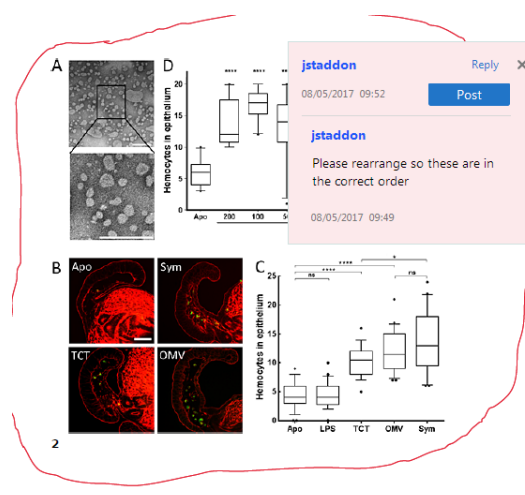 A
D
Hemocytes in epithelium
20
15
10
5
0
****
****
Apo
200
100
jstaddon
Reply
×
08/05/2017 09:52
Post
jstaddon
Please rearrange so these are in
the correct order
08/05/2017 09:49
B
Apo
Sym
TCT
OMV
C
Hemocytes in epithelium
25
20
15
10
5
0
*
****
****
ns
ns
Apo
LPS
TCT
OMV
Sym
2